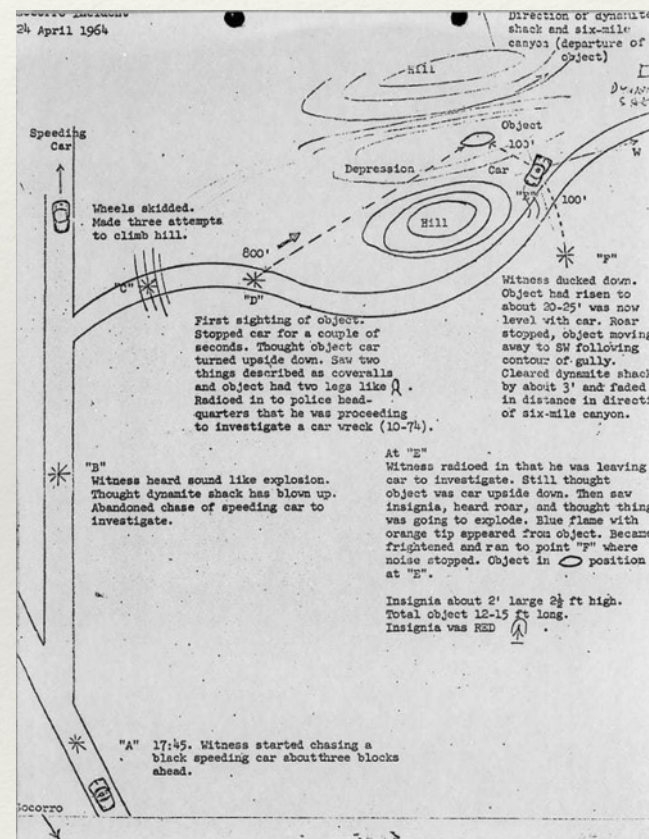 Socorro Incident
24 April 1964
Direction of dynamite
shack and six-mile
canyon (departure of
object)
Hill
Speeding
Car
Object
100'
Depression
Car
W
"E"
100'
Wheels skidded.
Made three attempts
to climb hill.
Hill
800'
"C"
"D"
"F"
First sighting of object.
Stopped car for a couple of
seconds. Thought object car
turned upside down. Saw two
things described as coveralls
and object had two legs like .
Radioed in to police head-
quarters that he was proceeding
to investigate a car wreck (10-74).
Witness ducked down.
Object had risen to
about 20-25' was now
level with car. Roar
stopped, object moving
away to SW following
contour of gully.
Cleared dynamite shack
by about 3' and faded
in distance in directi
of six-mile canyon.
"B"
Witness heard sound like explosion.
Thought dynamite shack has blown up.
Abandoned chase of speeding car to
investigate.
At "E"
Witness radioed in that he was leaving
car to investigate. Still thought
object was car upside down. Then saw
insignia, heard roar, and thought thing
was going to explode. Blue flame with
orange tip appeared from object. Became
frightened and ran to point "F" where
noise stopped. Object in position
at "E".
Insignia about 2' large 2½ ft high.
Total object 12-15 ft long.
Insignia was RED .
"A" 17:45. Witness started chasing a
black speeding car aboutthree blocks
ahead.
Socorro